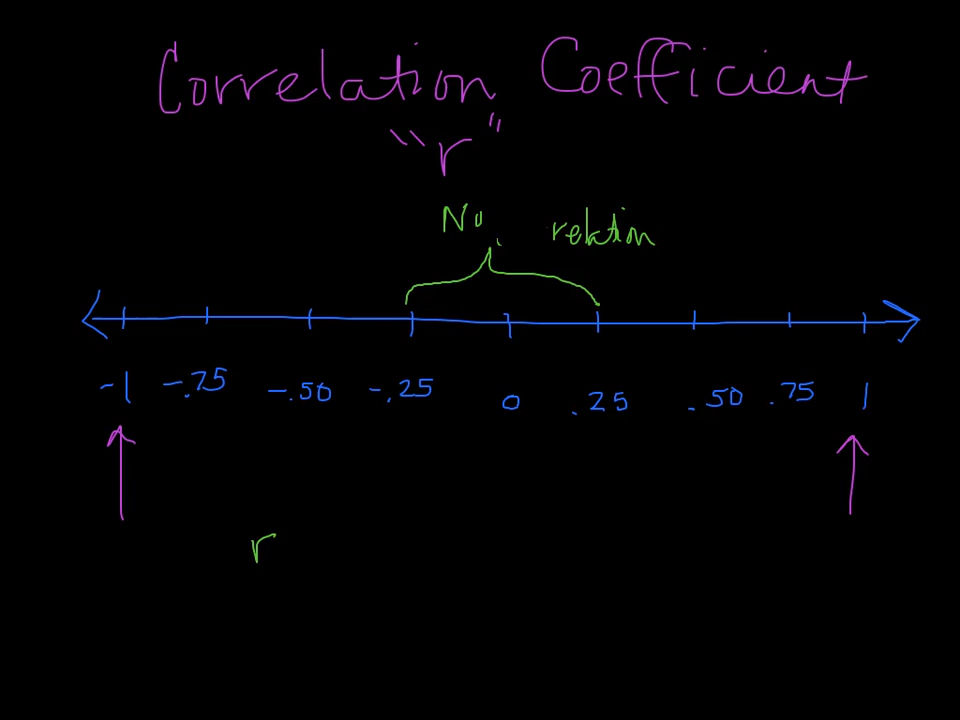 Correlation Coefficient
"r"
No relation
-1 -.75 -.50 -.25 0 .25 .50 .75 1
r